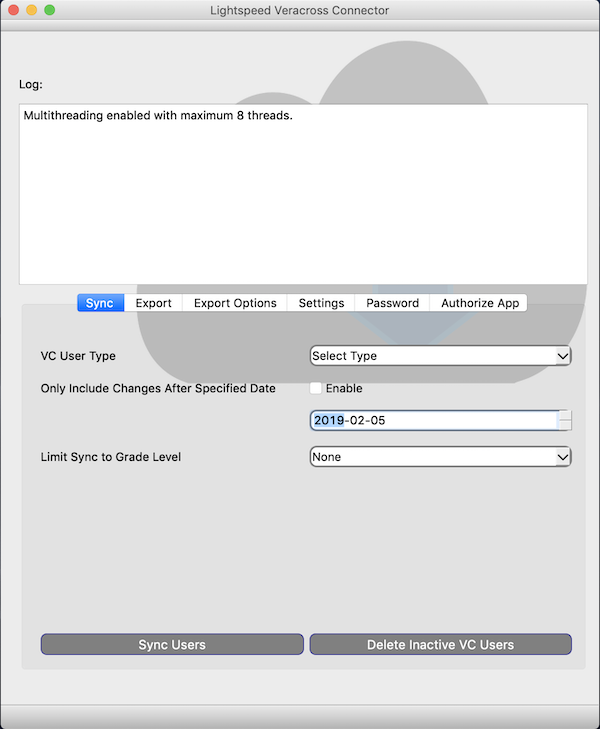 Lightspeed Veracross Connector
Log:
Multithreading enabled with maximum 8 threads.
Sync Export Export Options Settings Password Authorize App
VC User Type Select Type
Only Include Changes After Specified Date Enable
2019-02-05
Limit Sync to Grade Level None
Sync Users Delete Inactive VC Users